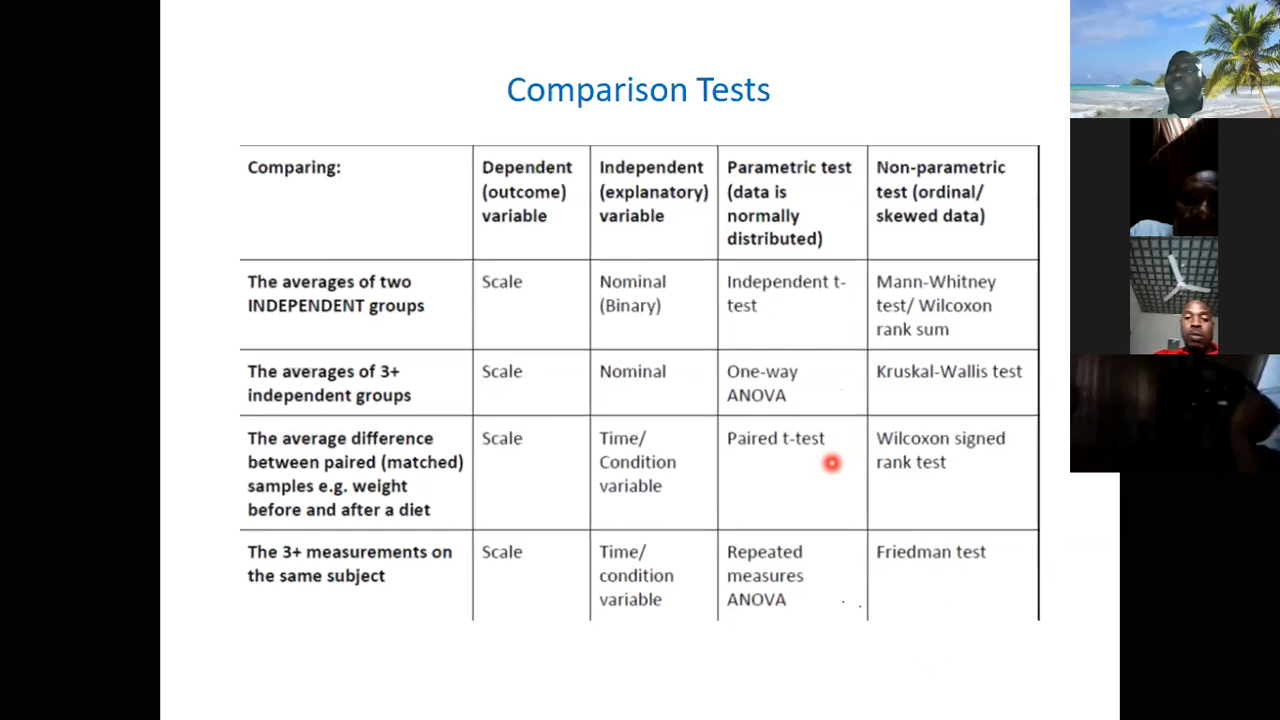 Comparison Tests
Comparing:
Dependent
(outcome)
variable
Independent
(explanatory)
variable
Parametric test
(data is
normally
distributed)
Non-parametric
test (ordinal/
skewed data)
The averages of two
INDEPENDENT groups
Scale
Nominal
(Binary)
Independent t-
test
Mann-Whitney
test/ Wilcoxon
rank sum
The averages of 3+
independent groups
Scale
Nominal
One-way
ANOVA
Kruskal-Wallis test
The average difference
between paired (matched)
samples e.g. weight
before and after a diet
Scale
Time/
Condition
variable
Paired t-test
Wilcoxon signed
rank test
The 3+ measurements on
the same subject
Scale
Time/
condition
variable
Repeated
measures
ANOVA
Friedman test